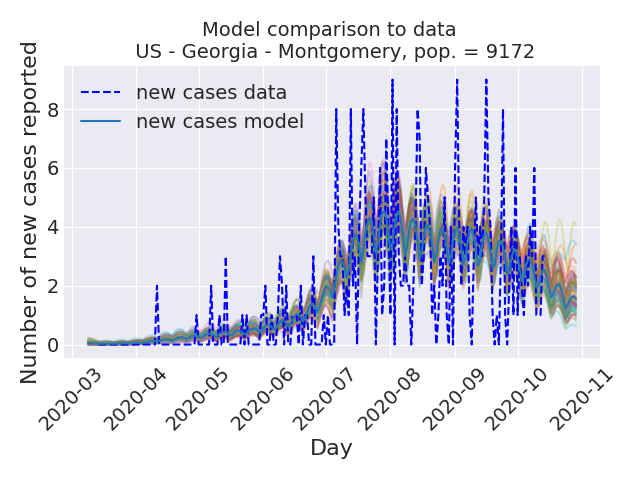 Model comparison to data
US - Georgia - Montgomery, pop. = 9172
Number of new cases reported
8
6
4
2
0
new cases data
new cases model
2020-03
2020-04
2020-05
2020-06
2020-07
2020-08
2020-09
2020-10
2020-11
Day